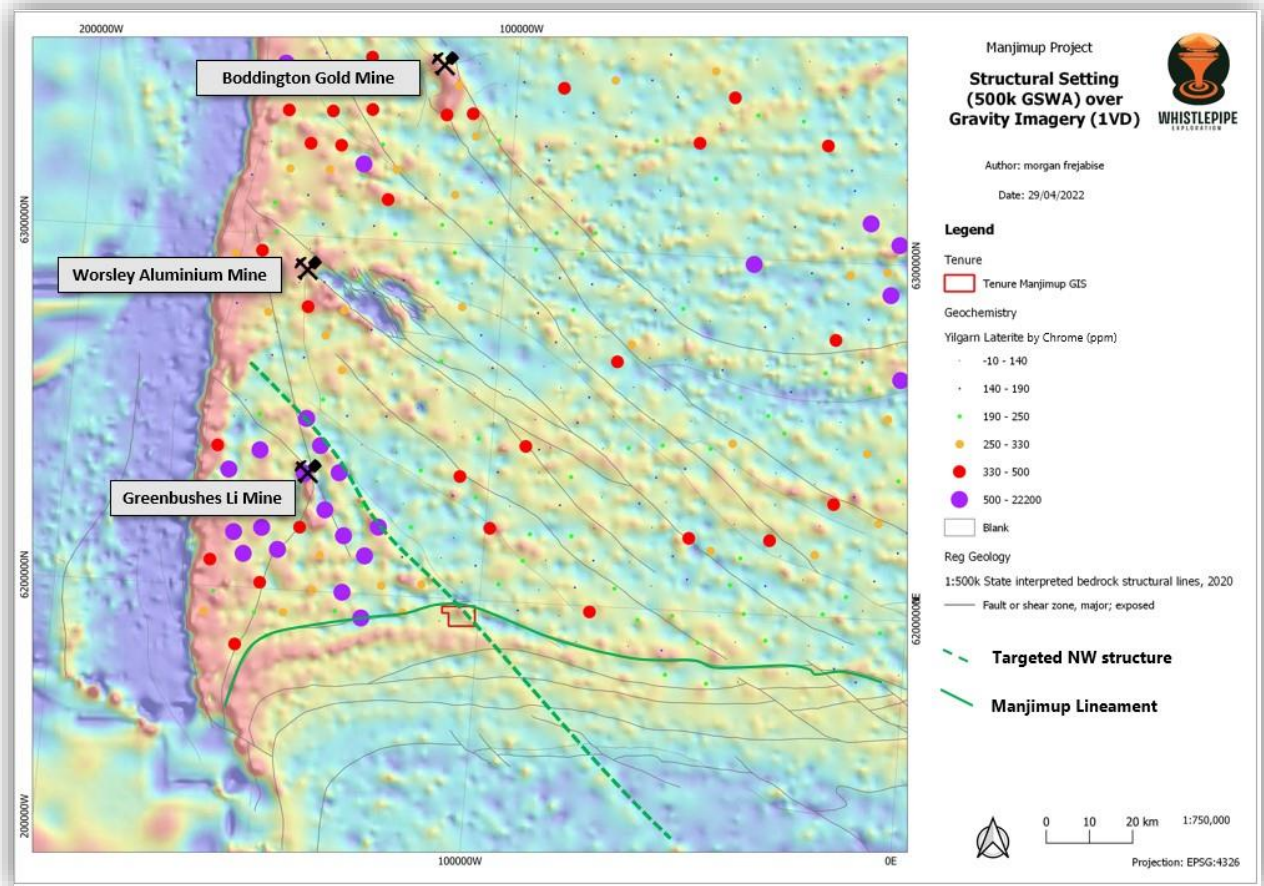 200000W
100000W
Boddington Gold Mine
Worsley Aluminium Mine
Greenbushes Li Mine
6300000N
6300000N
6200000N
200000W
100000W
0E
Manjimup Project
Structural Setting
(500k GSWA) over
Gravity Imagery (1VD)
WHISTLEPIPE
EXPLORATION
Author: morgan frejabise
Date: 29/04/2022
Legend
Tenure
Tenure Manjimup GIS
Geochemistry
Yilgarn Laterite by Chrome (ppm)
-10 - 140
140 - 190
190 - 250
250 - 330
330 - 500
500 - 22200
Blank
Reg Geology
1:500k State interpreted bedrock structural lines, 2020
Fault or shear zone, major; exposed
Targeted NW structure
Manjimup Lineament
0 10 20 km
1:750,000
Projection: EPSG:4326